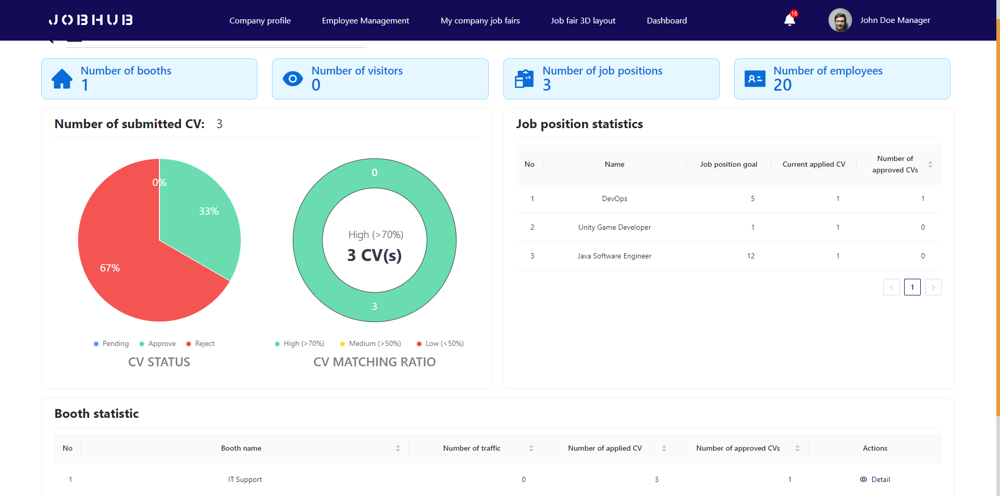 JOBHUB
Company profile
Employee Management
My company job fairs
Job fair 3D layout
Dashboard
16
John Doe Manager
Number of booths
1
Number of visitors
0
Number of job positions
3
Number of employees
20
Number of submitted CV: 3
0%
33%
67%
Pending
Approve
Reject
CV STATUS
0
High (>70%)
3 CV(s)
3
High (>70%)
Medium (>50%)
Low (<50%)
CV MATCHING RATIO
Job position statistics
No Name Job position goal Current applied CV Number of
approved CVs
1 DevOps 5 1 1
2 Unity Game Developer 1 1 0
3 Java Software Engineer 12 1 0
< 1 >
Booth statistic
No Booth name Number of traffic Number of applied CV Number of approved CVs Actions
1 IT Support 0 3 1 Detail